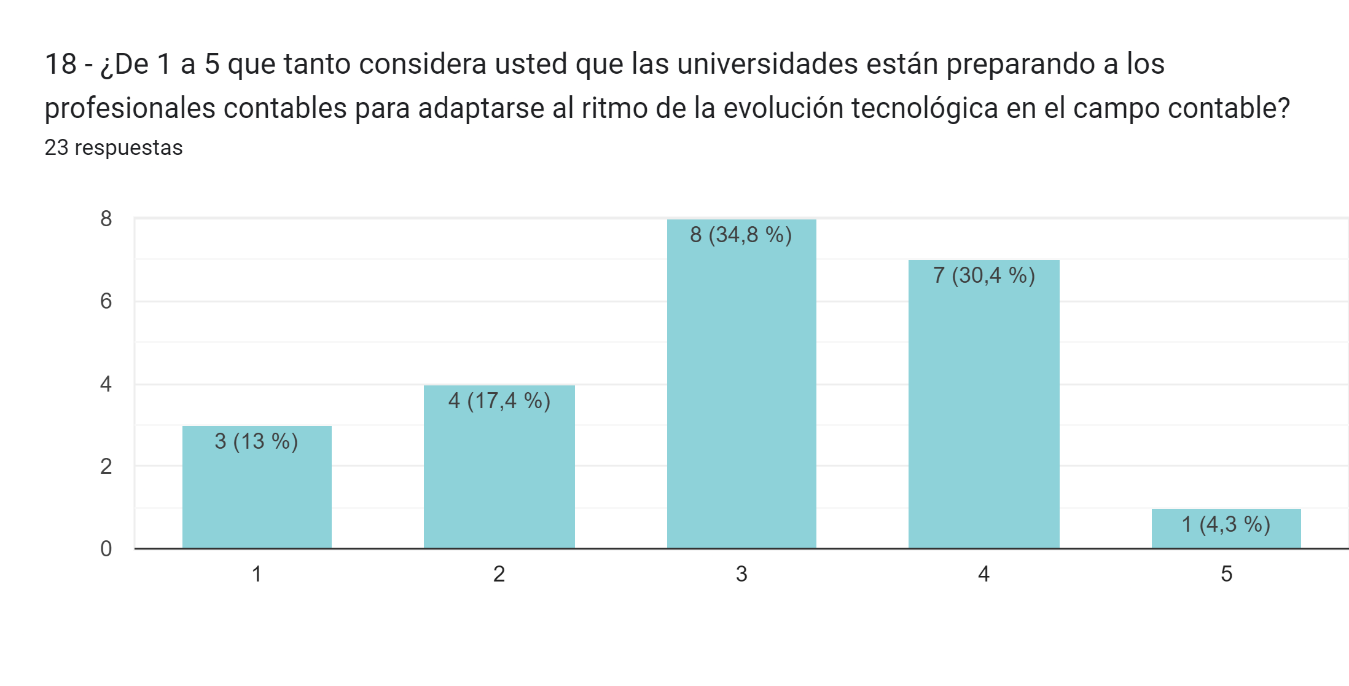 18 - ¿De 1 a 5 que tanto considera usted que las universidades están preparando a los
profesionales contables para adaptarse al ritmo de la evolución tecnológica en el campo contable?
23 respuestas
8
6
4
2
0
3 (13 %)
4 (17,4 %)
8 (34,8 %)
7 (30,4 %)
1 (4,3 %)
1
2
3
4
5